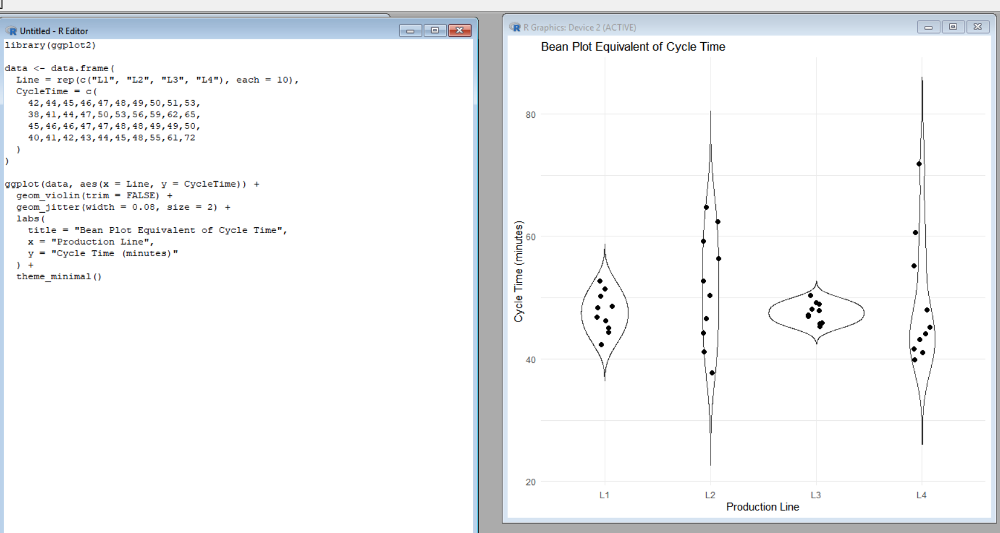 Untitled - R Editor
library(ggplot2)
data <- data.frame(
  Line = rep(c("L1", "L2", "L3", "L4"), each = 10),
  CycleTime = c(
    42,44,45,46,47,48,49,50,51,53,
    38,41,44,47,50,53,56,59,62,65,
    45,46,46,47,47,48,48,49,49,50,
    40,41,42,43,44,45,48,55,61,72
  )
)
ggplot(data, aes(x = Line, y = CycleTime)) +
  geom_violin(trim = FALSE) +
  geom_jitter(width = 0.08, size = 2) +
  labs(
    title = "Bean Plot Equivalent of Cycle Time",
    x = "Production Line",
    y = "Cycle Time (minutes)"
  ) +
  theme_minimal()
R Graphics: Device 2 (ACTIVE)
Bean Plot Equivalent of Cycle Time
Cycle Time (minutes)
80
60
40
20
L1 L2 L3 L4
Production Line